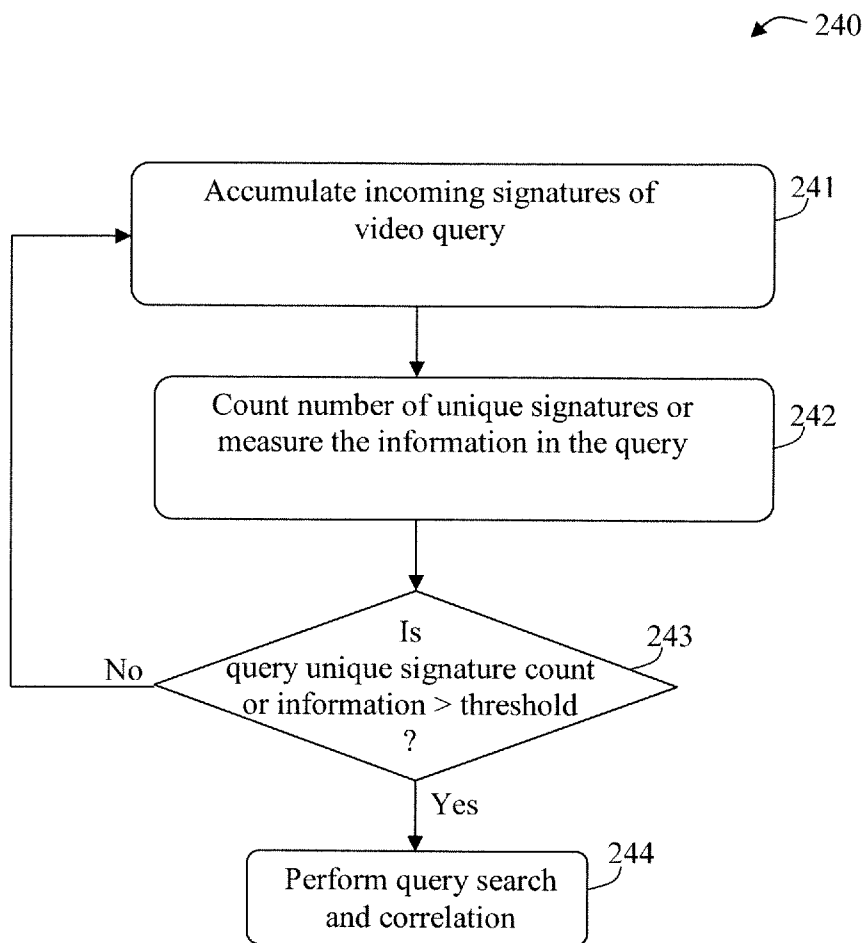 240
Accumulate incoming signatures of
video query
241
Count number of unique signatures or
measure the information in the query
242
Is
query unique signature count
or information > threshold
?
243
No
Yes
Perform query search
and correlation
244